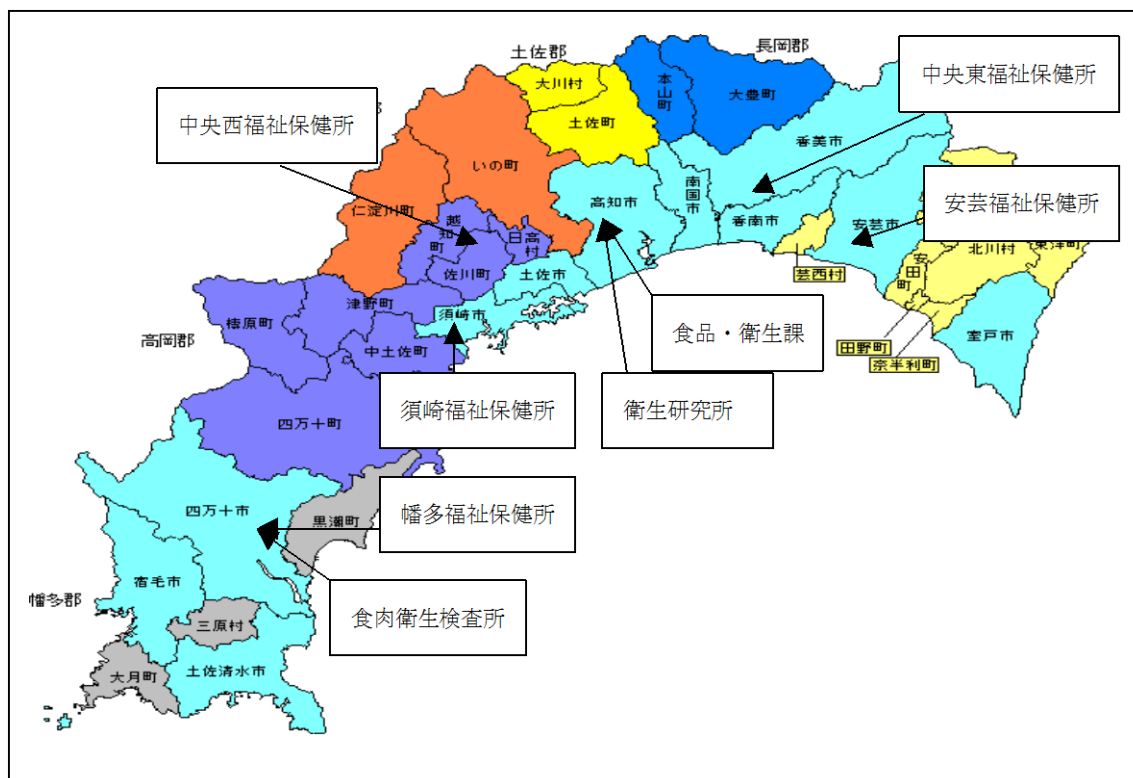 土佐郡
長岡郡
中央東福祉保健所
大川村
本山町
大豊町
中央西福祉保健所
郡
土佐町
香美市
いの町
高知市
南国市
安芸福祉保健所
仁淀川町
越知町
日高村
香南市
安芸市
北川村
東洋町
佐川町
土佐市
安田町
芸西村
津野町
須崎市
梼原町
高岡郡
中土佐町
食品・衛生課
田野町
室戸市
奈半利町
須崎福祉保健所
衛生研究所
四万十町
四万十市
黒潮町
幡多福祉保健所
宿毛市
幡多郡
三原村
食肉衛生検査所
大月町
土佐清水市